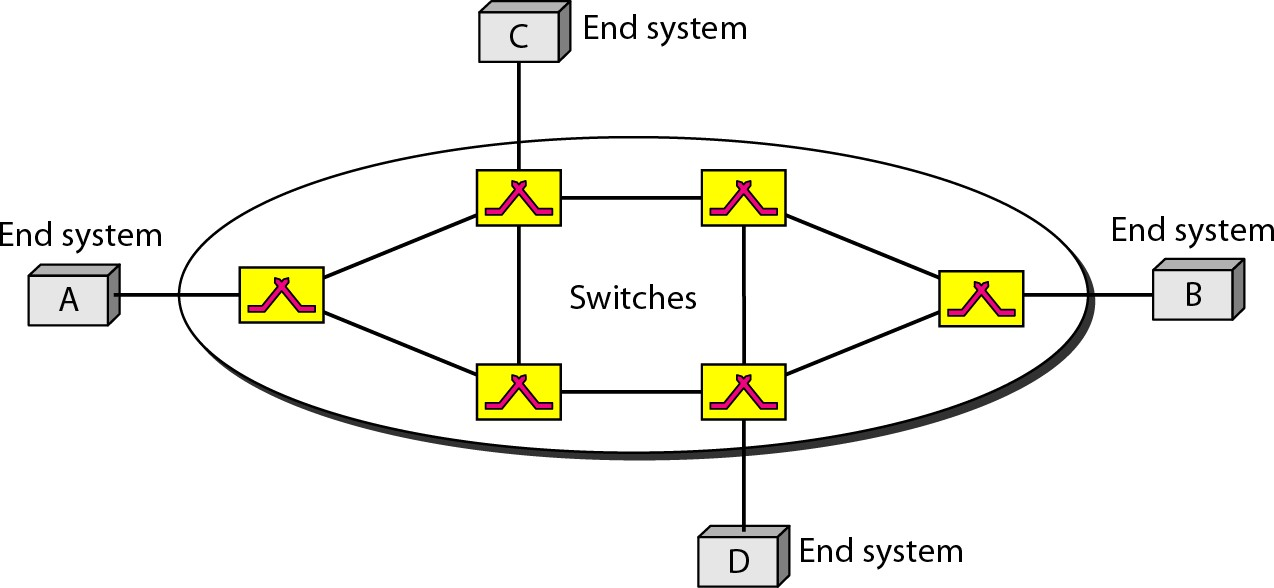 C
End system
End system
A
End system
B
Switches
D
End system